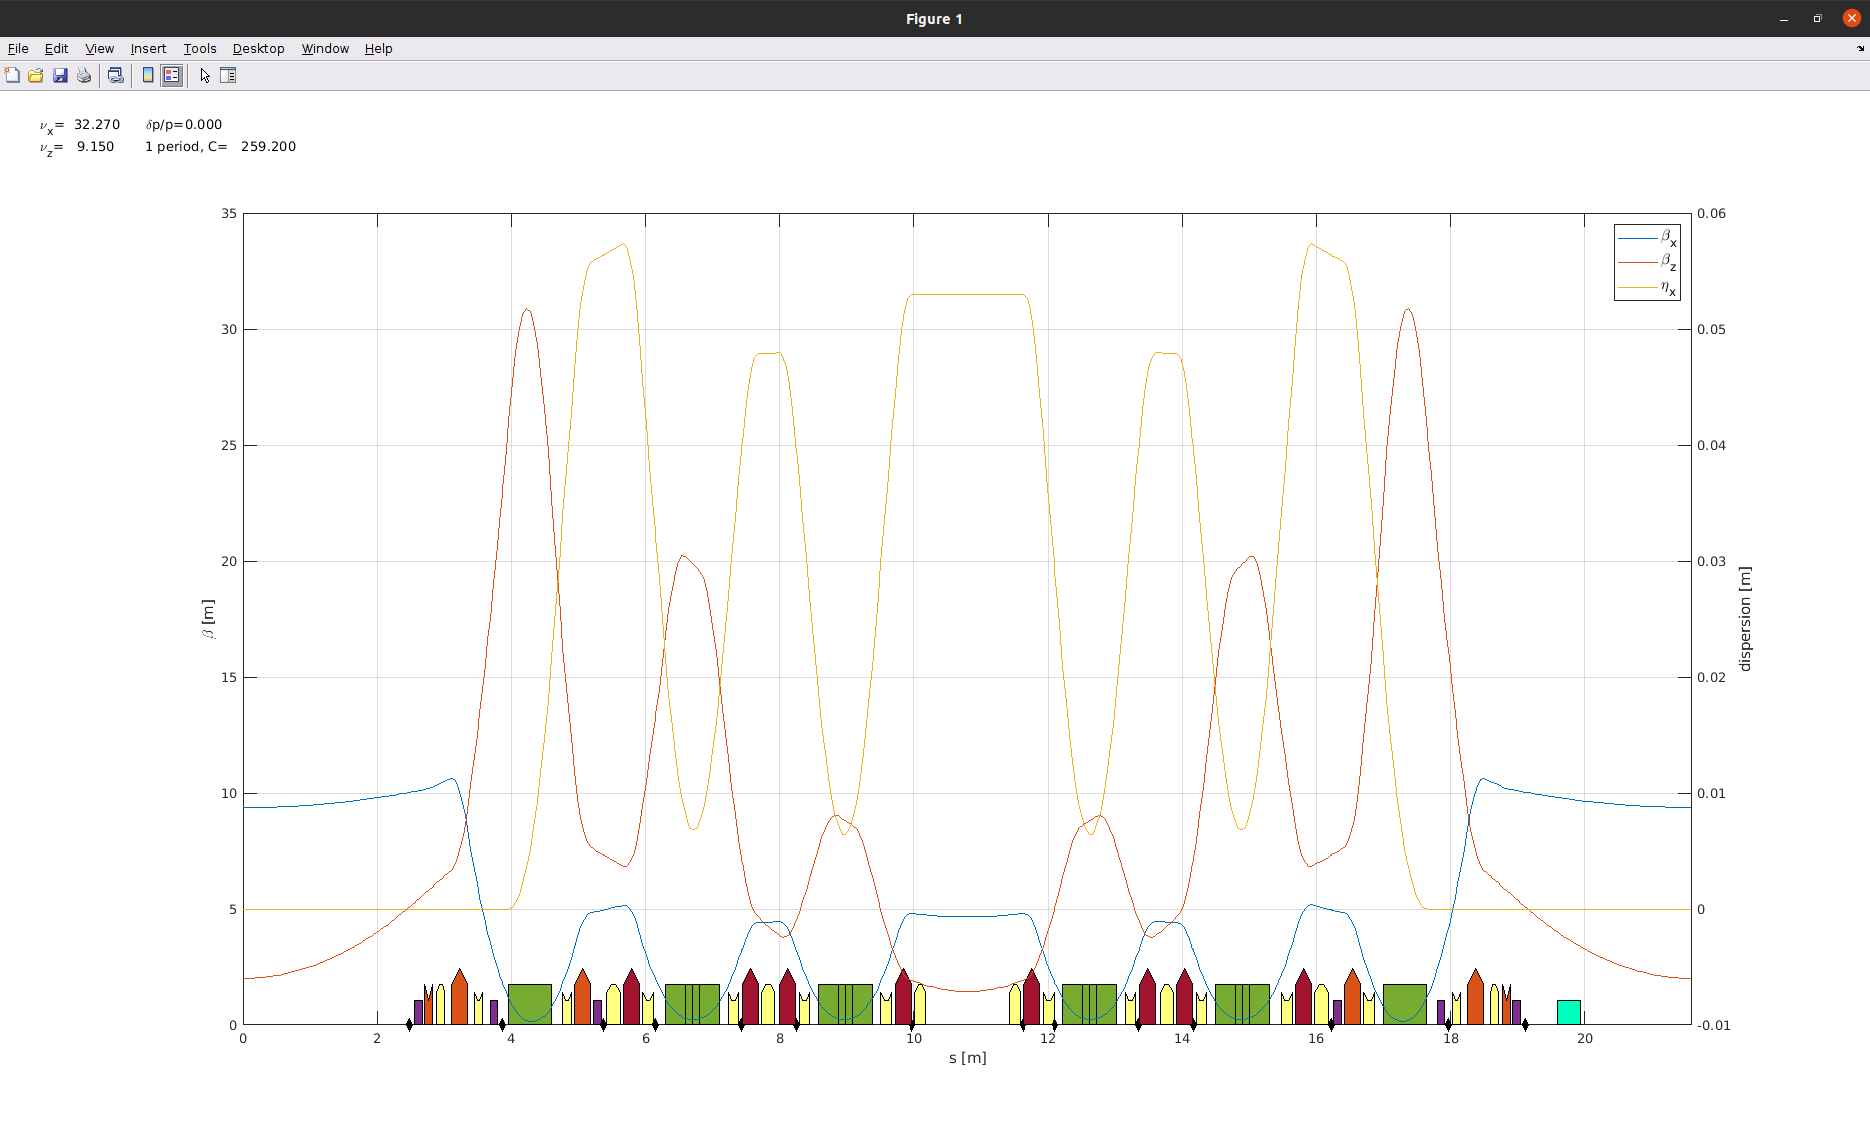 Figure 1
File Edit View Insert Tools Desktop Window Help
νx= 32.270 δp/p=0.000
νz= 9.150 1 period, C= 259.200
35
30
25
20
15
10
5
0
β [m]
0 2 4 6 8 10 12 14 16 18 20
s [m]
0.06
0.05
0.04
0.03
0.02
0.01
0
-0.01
dispersion [m]
βx
βz
ηx